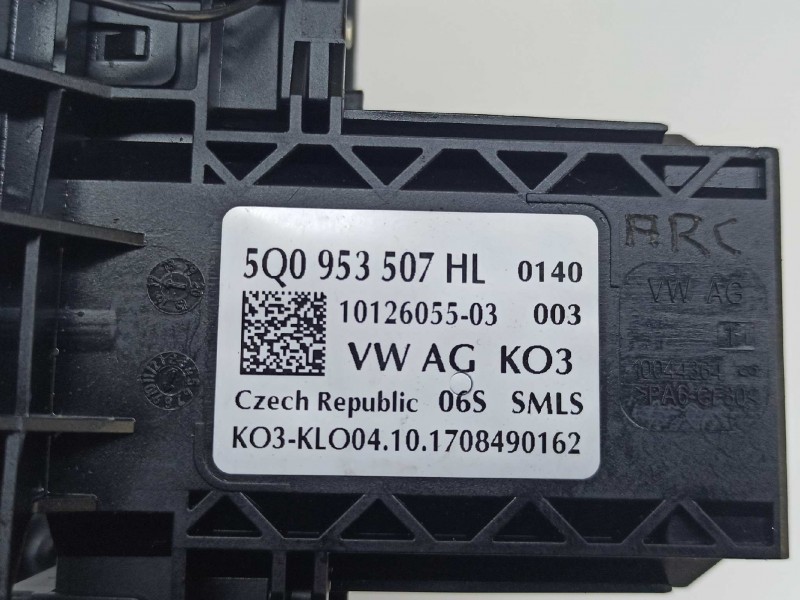 5Q0 953 507 HL 0140
10126055-03 003
VW AG KO3
Czech Republic 06S SMLS
KO3-KLO04.10.1708490162
ARC
VW AG